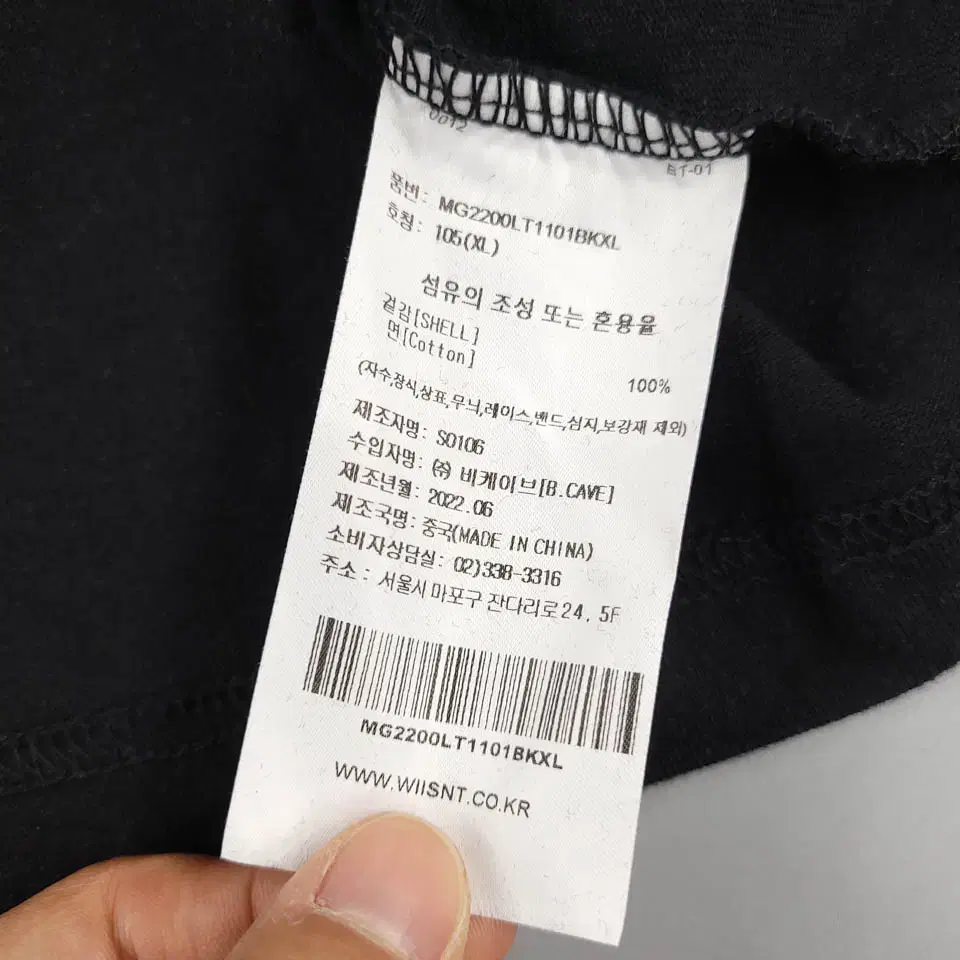 0012
BT-01
품번: MG2200LT1101BKXL
호칭: 105(XL)
섬유의 조성 또는 혼용율
겉감[SHELL]
면[Cotton]
100%
(자수,장식,상표,무늬,레이스,밴드,심지,보강재 제외)
제조자명: SO106
수입자명: ㈜ 비케이브[B.CAVE]
제조년월: 2022.06
제조국명: 중국(MADE IN CHINA)
소비자상담실: 02)338-3316
주소 : 서울시 마포구 잔다리로24, 5F
MG2200LT1101BKXL
WWW.WIISNT.CO.KR